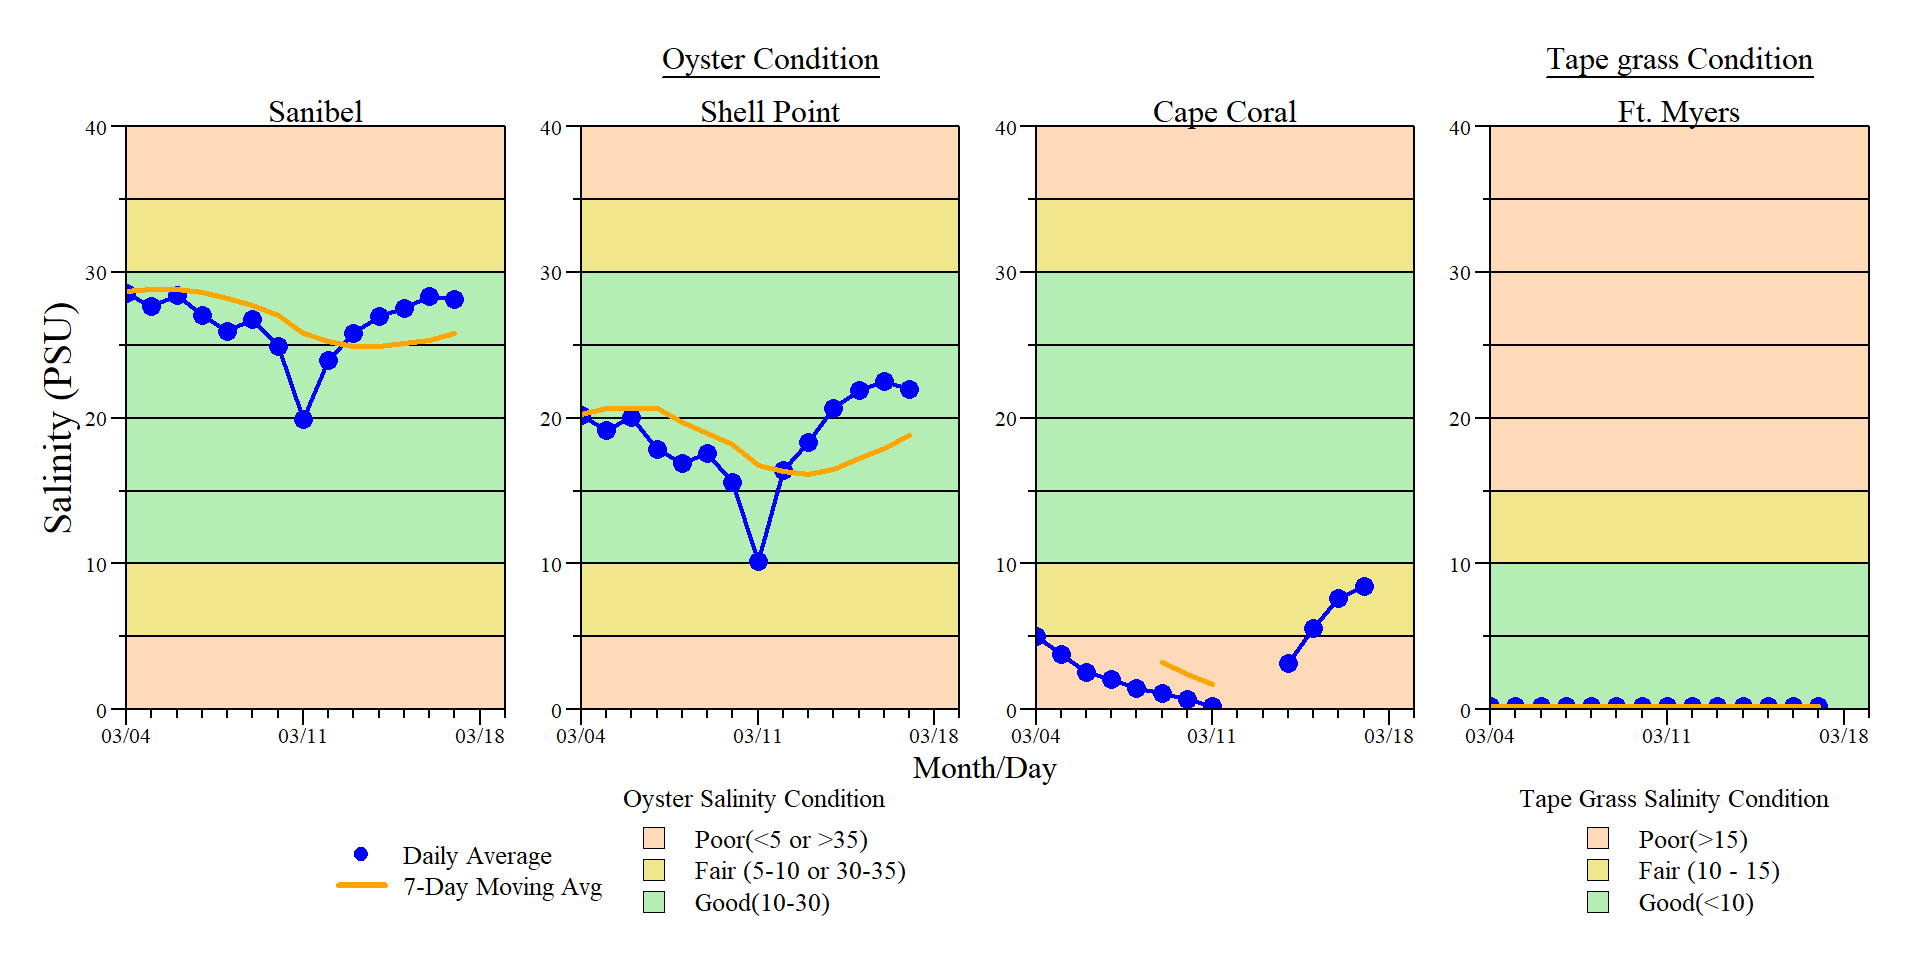 Oyster Condition
Tape grass Condition
Sanibel
Shell Point
Cape Coral
Ft. Myers
Salinity (PSU)
40
30
20
10
0
03/04
03/11
03/18
40
30
20
10
0
03/04
03/11
03/18
40
30
20
10
0
03/04
03/11
03/18
40
30
20
10
0
03/04
03/11
03/18
Month/Day
Daily Average
7-Day Moving Avg
Oyster Salinity Condition
Poor(<5 or >35)
Fair (5-10 or 30-35)
Good(10-30)
Tape Grass Salinity Condition
Poor(>15)
Fair (10 - 15)
Good(<10)